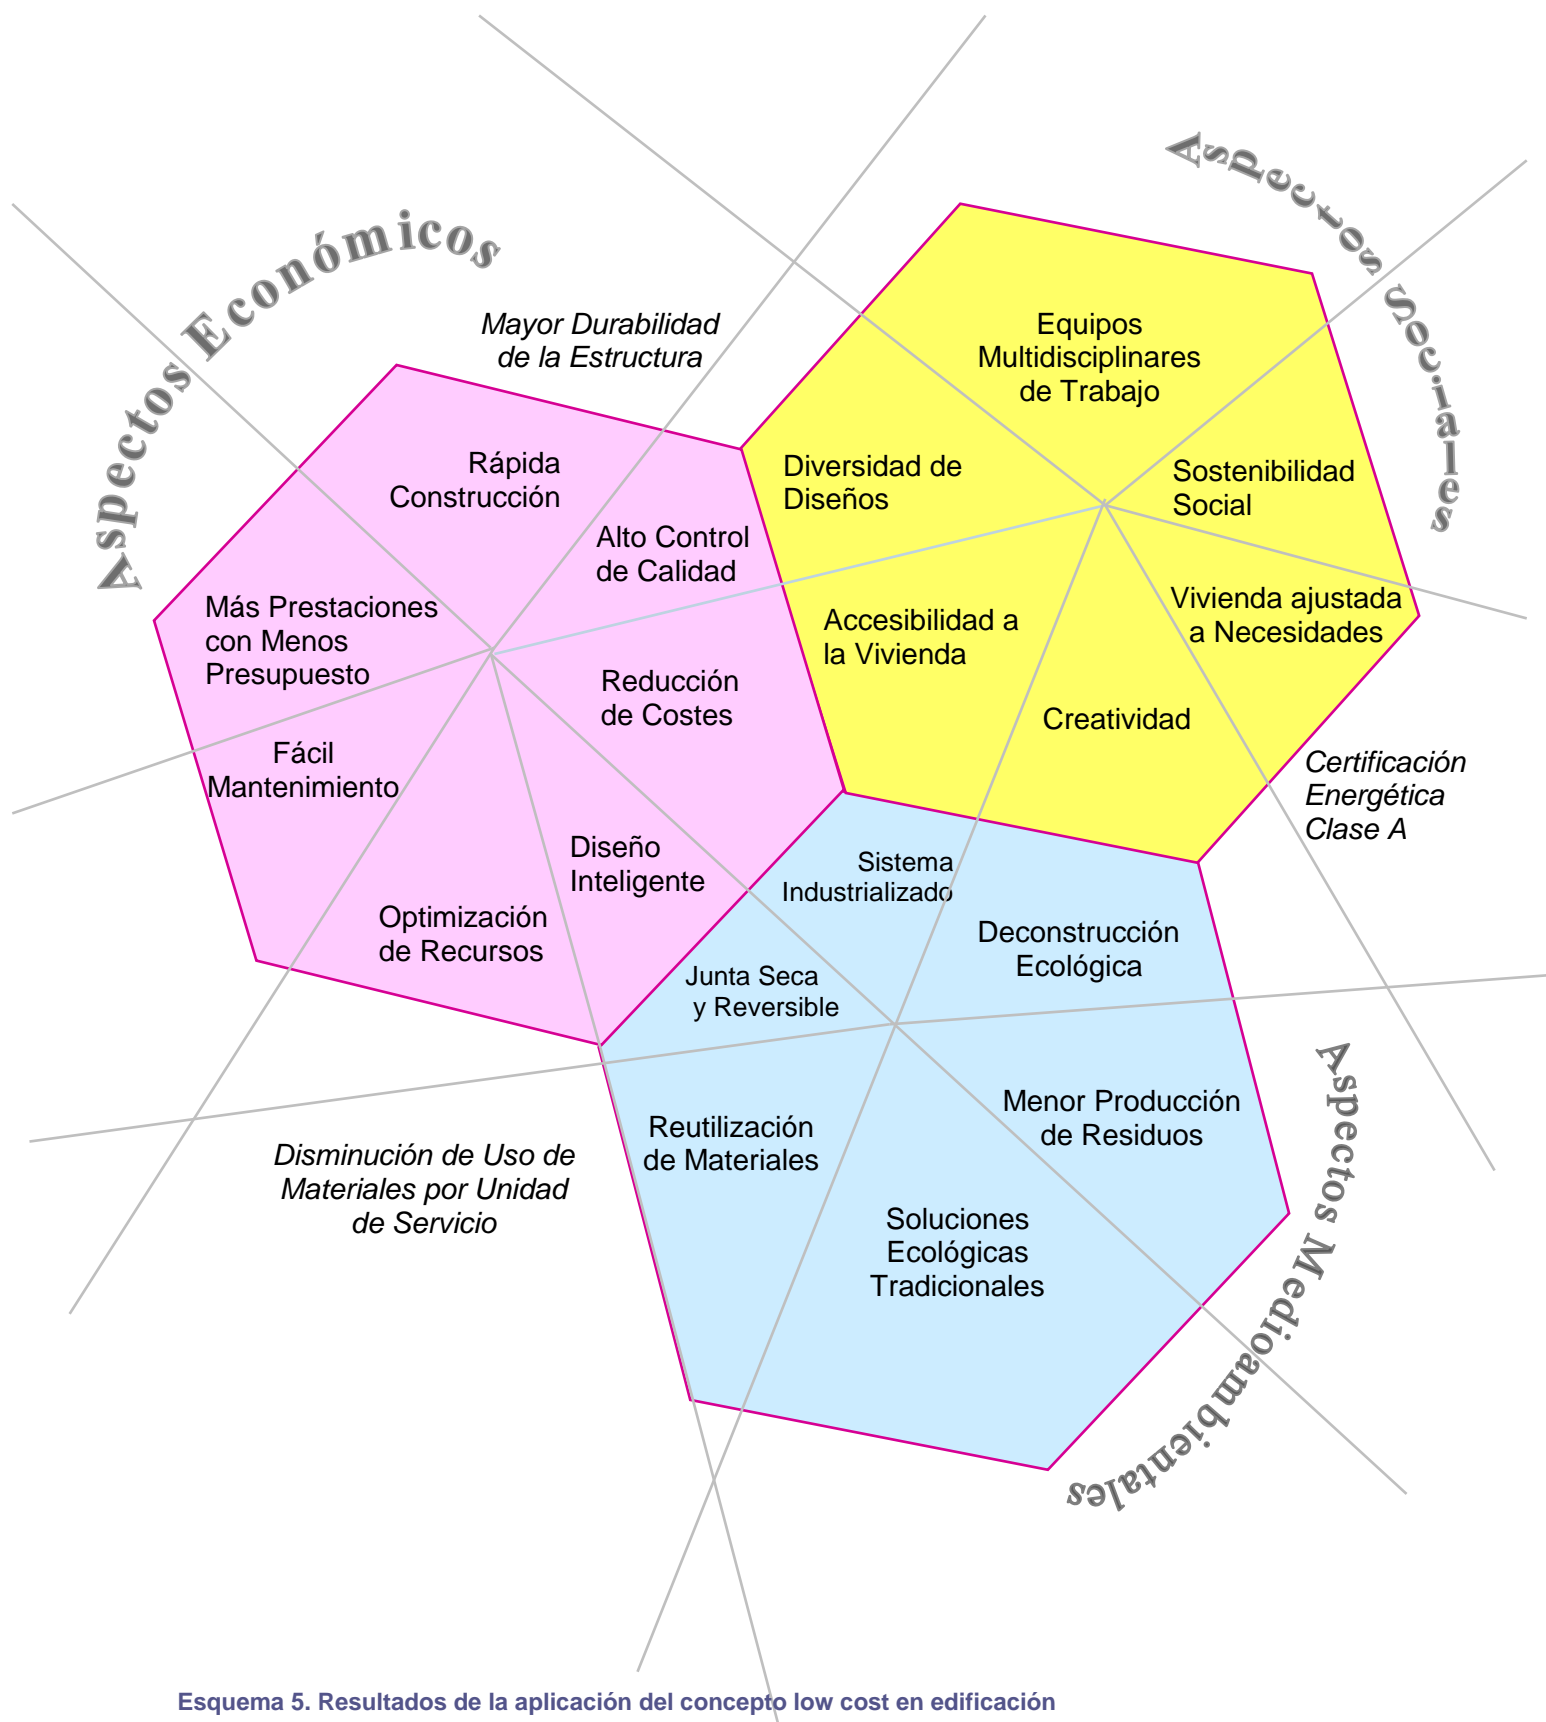 Aspectos Económicos
Aspectos Sociales
Mayor Durabilidad
de la Estructura
Equipos
Multidisciplinares
de Trabajo
Rápida
Construcción
Diversidad de
Diseños
Sostenibilidad
Social
Alto Control
de Calidad
Más Prestaciones
con Menos
Presupuesto
Accesibilidad a
la Vivienda
Vivienda ajustada
a Necesidades
Reducción
de Costes
Creatividad
Fácil
Mantenimiento
Certificación
Energética
Clase A
Diseño
Inteligente
Sistema
Industrializado
Optimización
de Recursos
Deconstrucción
Ecológica
Junta Seca
y Reversible
Aspectos Medioambientales
Reutilización
de Materiales
Menor Producción
de Residuos
Disminución de Uso de
Materiales por Unidad
de Servicio
Soluciones
Ecológicas
Tradicionales
Esquema 5. Resultados de la aplicación del concepto low cost en edificación